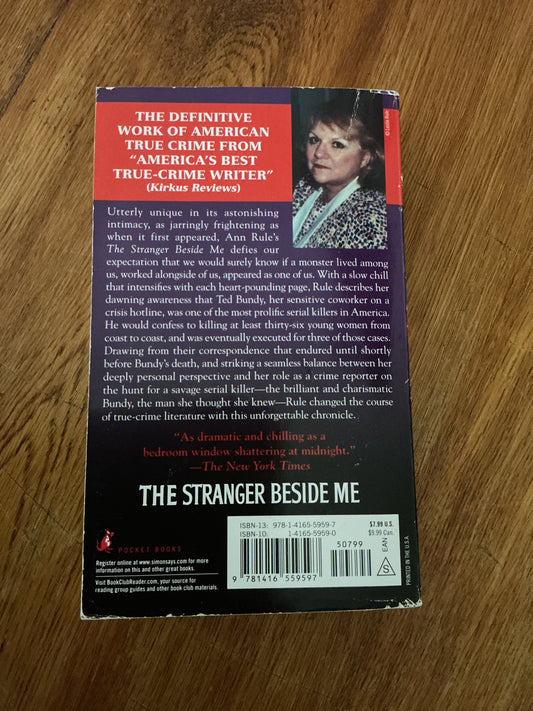 THE DEFINITIVE
WORK OF AMERICAN
TRUE CRIME FROM
“AMERICA’S BEST
TRUE-CRIME WRITER”
(Kirkus Reviews)
© Leslie Rule
Utterly unique in its astonishing
intimacy, as jarringly frightening as
when it first appeared, Ann Rule’s
The Stranger Beside Me defies our
expectation that we would surely know if a monster lived among
us, worked alongside of us, appeared as one of us. With a slow chill
that intensifies with each heart-pounding page, Rule describes her
dawning awareness that Ted Bundy, her sensitive coworker on a
crisis hotline, was one of the most prolific serial killers in America.
He would confess to killing at least thirty-six young women from
coast to coast, and was eventually executed for three of those cases.
Drawing from their correspondence that endured until shortly
before Bundy’s death, and striking a seamless balance between her
deeply personal perspective and her role as a crime reporter on
the hunt for a savage serial killer—the brilliant and charismatic
Bundy, the man she thought she knew—Rule changed the course
of true-crime literature with this unforgettable chronicle.
“As dramatic and chilling as a
bedroom window shattering at midnight.”
—The New York Times
THE STRANGER BESIDE ME
POCKET BOOKS
Register online at www.simonsays.com for more
information on this and other great books.
Visit BookClubReader.com, your source for
reading group guides and other book club materials.
ISBN-13: 978-1-4165-5959-7 $7.99 U.S.
ISBN-10: 1-4165-5959-0 $9.99 Can.
50799
9 781416 559597
S EAN
PRINTED IN THE U.S.A.